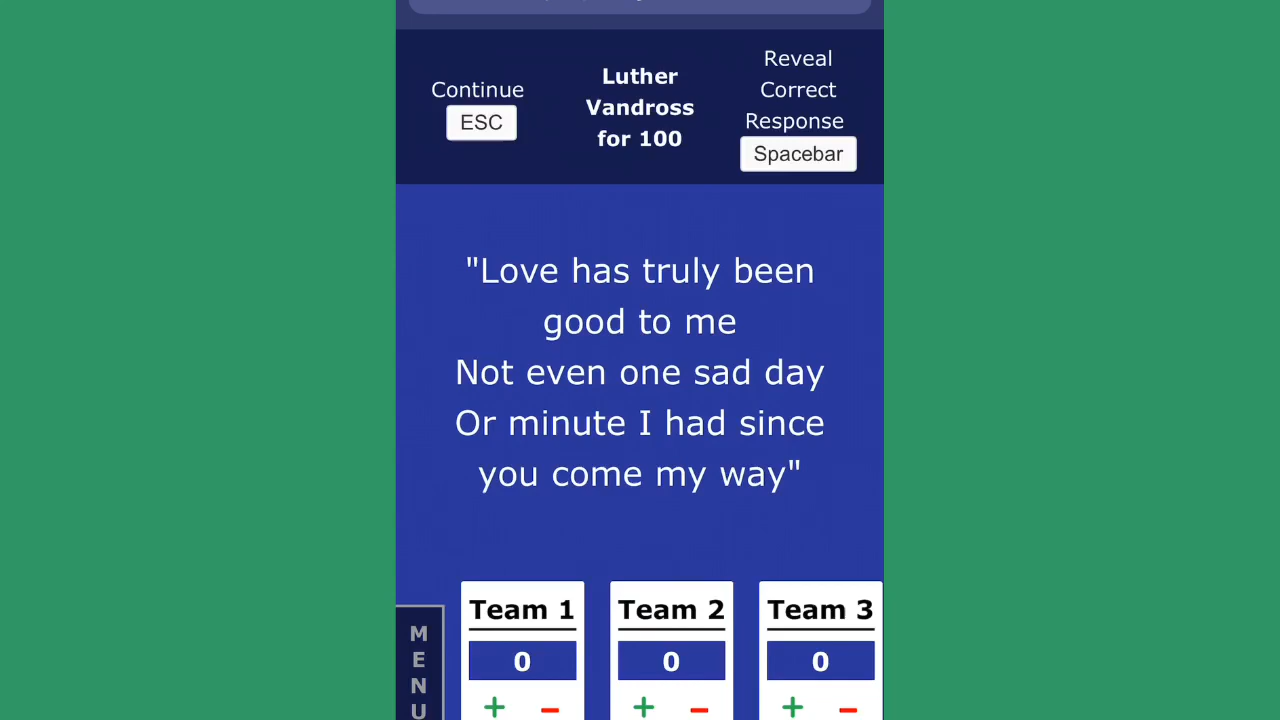 Continue
ESC
Luther
Vandross
for 100
Reveal
Correct
Response
Spacebar
"Love has truly been
good to me
Not even one sad day
Or minute I had since
you come my way"
Team 1
0
+ −
Team 2
0
+ −
Team 3
0
+ −
MENU